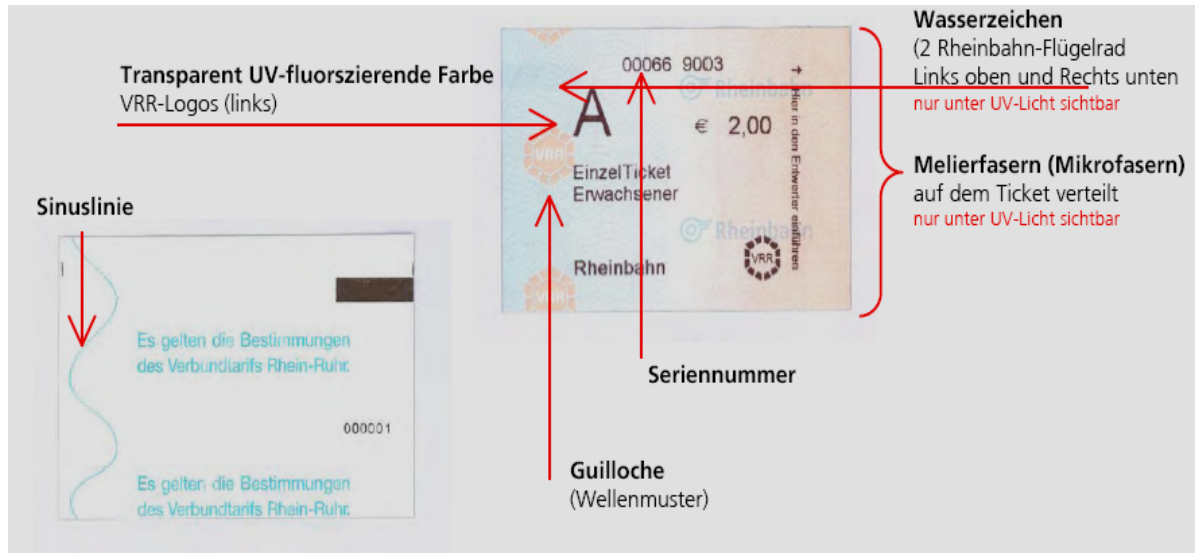 Wasserzeichen
(2 Rheinbahn-Flügelrad
Links oben und Rechts unten
nur unter UV-Licht sichtbar
Transparent UV-fluorszierende Farbe
VRR-Logos (links)
00066 9003
Rheinbahn
A
€ 2,00
VRR
EinzelTicket
Erwachsener
Rheinbahn
Rheinbahn
VRR
VRR
→ Hier in den Entwerter einführen
Melierfasern (Mikrofasern)
auf dem Ticket verteilt
nur unter UV-Licht sichtbar
Sinuslinie
Es gelten die Bestimmungen
des Verbundtarifs Rhein-Ruhr.
000001
Es gelten die Bestimmungen
des Verbundtarifs Rhein-Ruhr.
Seriennummer
Guilloche
(Wellenmuster)